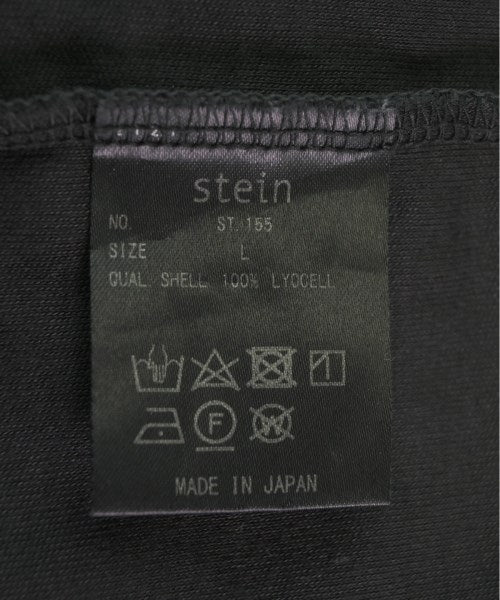 stein
NO. ST.155
SIZE L
QUAL SHELL 100% LYOCELL
F W
MADE IN JAPAN